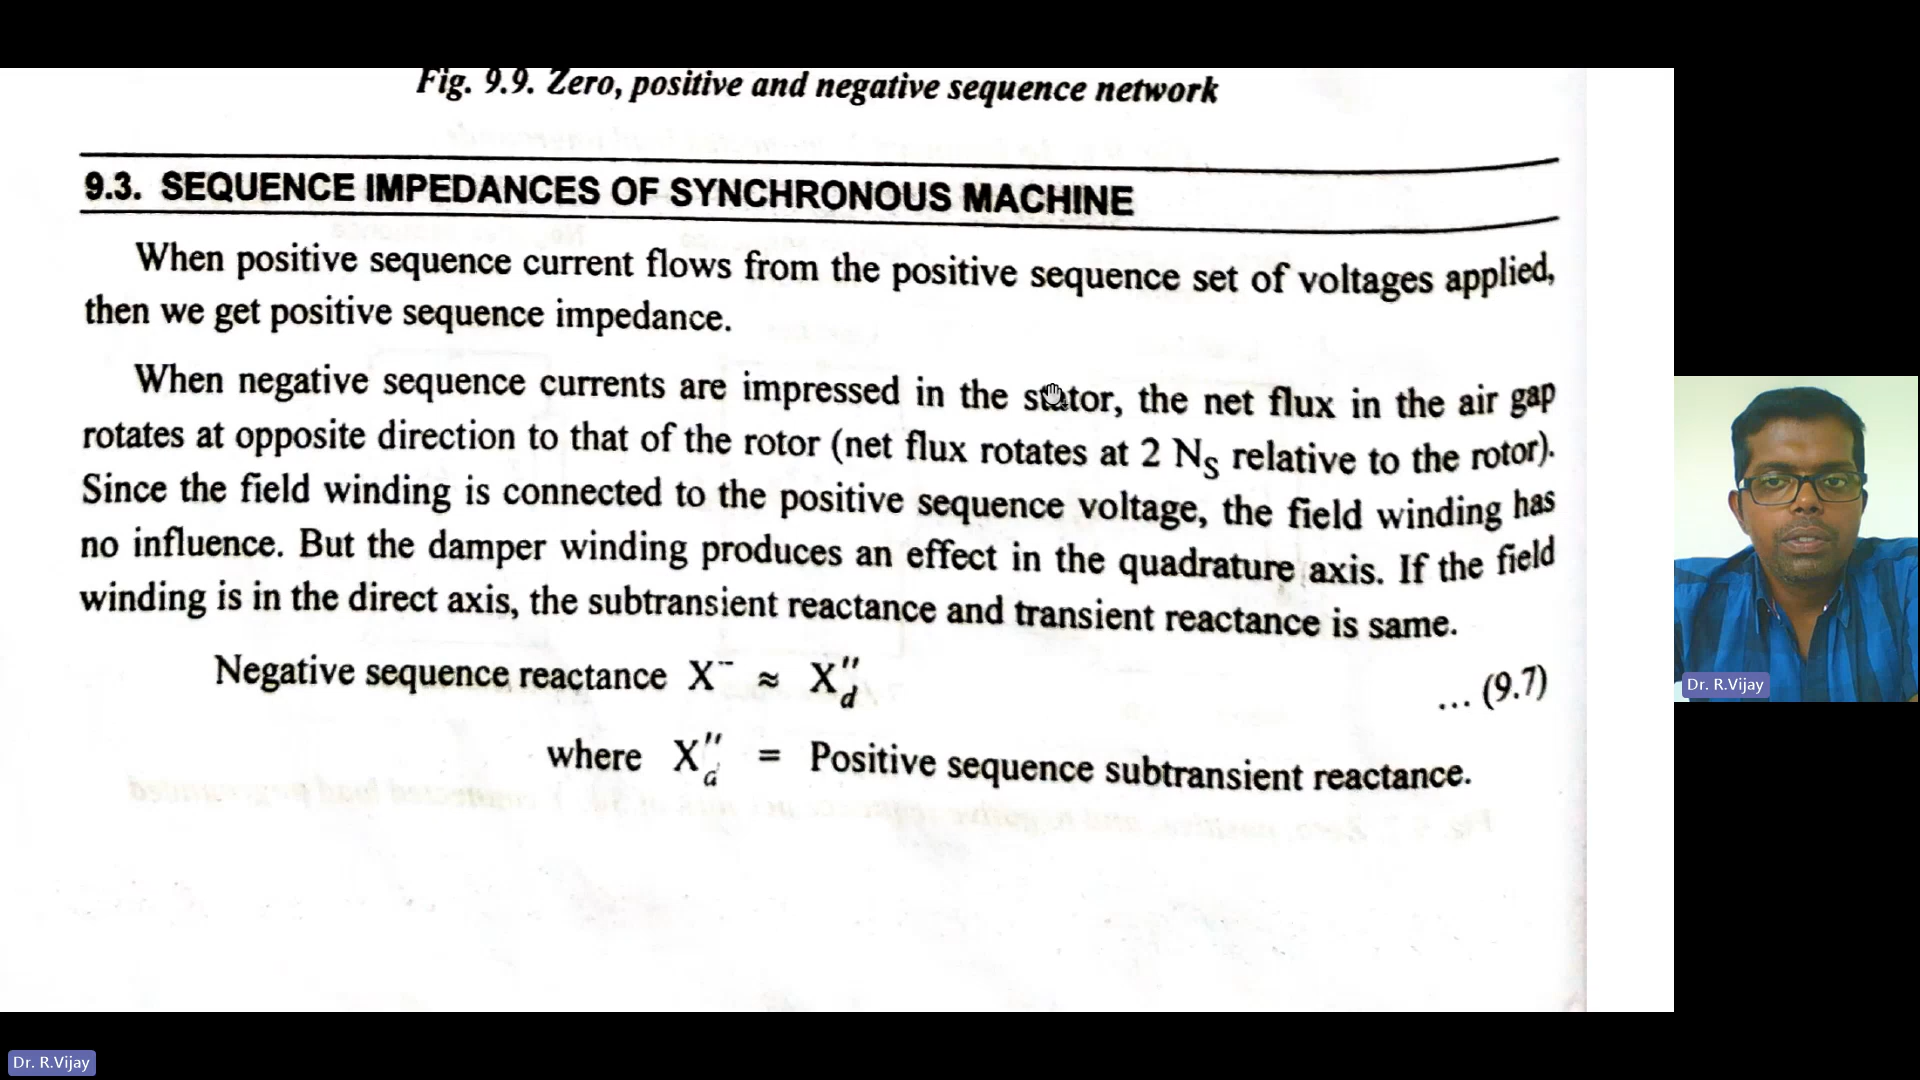 Fig. 9.9. Zero, positive and negative sequence network
9.3. SEQUENCE IMPEDANCES OF SYNCHRONOUS MACHINE
When positive sequence current flows from the positive sequence set of voltages applied,
then we get positive sequence impedance.
When negative sequence currents are impressed in the stator, the net flux in the air gap
rotates at opposite direction to that of the rotor (net flux rotates at 2 N_S relative to the rotor).
Since the field winding is connected to the positive sequence voltage, the field winding has
no influence. But the damper winding produces an effect in the quadrature axis. If the field
winding is in the direct axis, the subtransient reactance and transient reactance is same.
Negative sequence reactance X⁻ ≈ X″_d ... (9.7)
where X″_d = Positive sequence subtransient reactance.
Dr. R.Vijay
Dr. R.Vijay